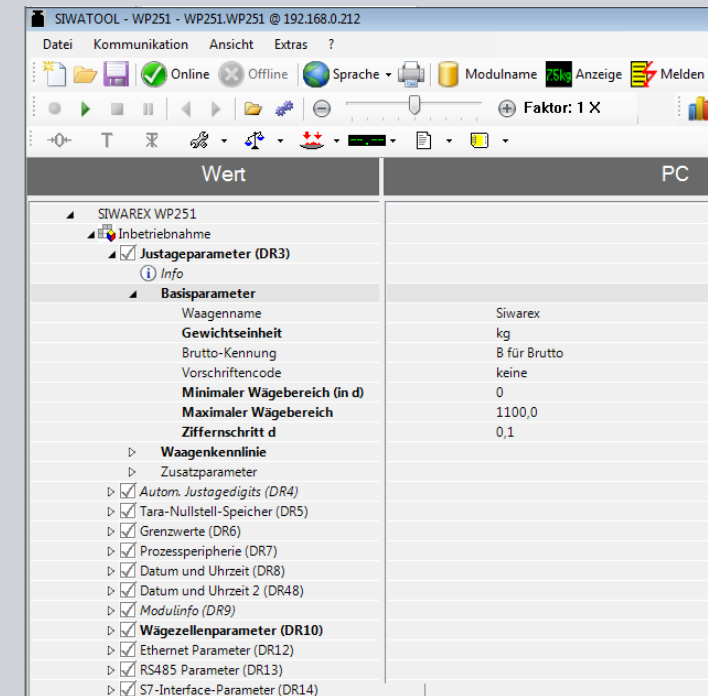 SIWATOOL - WP251 - WP251.WP251 @ 192.168.0.212
Datei Kommunikation Ansicht Extras ?
Online Offline Sprache Modulname 7.5kg Anzeige Melden
Faktor: 1 X
→0← T T
Wert PC
SIWAREX WP251
Inbetriebnahme
Justageparameter (DR3)
Info
Basisparameter
Waagenname Siwarex
Gewichtseinheit kg
Brutto-Kennung B für Brutto
Vorschriftencode keine
Minimaler Wägebereich (in d) 0
Maximaler Wägebereich 1100,0
Ziffernschritt d 0,1
Waagenkennlinie
Zusatzparameter
Autom. Justagedigits (DR4)
Tara-Nullstell-Speicher (DR5)
Grenzwerte (DR6)
Prozessperipherie (DR7)
Datum und Uhrzeit (DR8)
Datum und Uhrzeit 2 (DR48)
Modulinfo (DR9)
Wägezellenparameter (DR10)
Ethernet Parameter (DR12)
RS485 Parameter (DR13)
S7-Interface-Parameter (DR14)